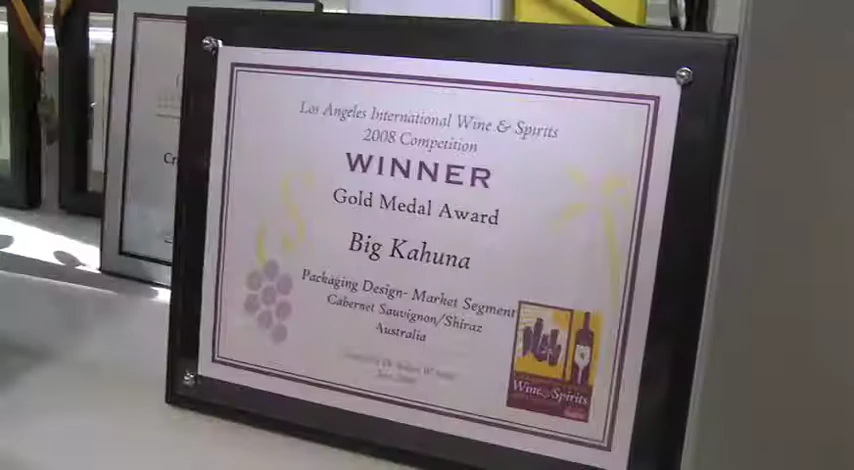 Los Angeles International Wine & Spirits
2008 Competition
WINNER
Gold Medal Award
Big Kahuna
Packaging Design- Market Segment
Cabernet Sauvignon/Shiraz
Australia
Wine & Spirits